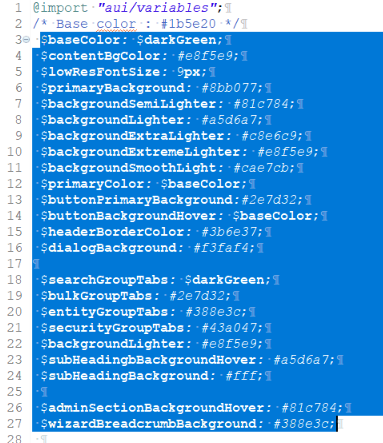 1 @import "aui/variables";
2 /* Base color : #1b5e20 */
3 $baseColor: $darkGreen;
4 $contentBgColor: #e8f5e9;
5 $lowResFontSize: 9px;
6 $primaryBackground: #8bb077;
7 $backgroundSemiLighter: #81c784;
8 $backgroundLighter: #a5d6a7;
9 $backgroundExtraLighter: #c8e6c9;
10 $backgroundExtremeLighter: #e8f5e9;
11 $backgroundSmoothLight: #cae7cb;
12 $primaryColor: $baseColor;
13 $buttonPrimaryBackground:#2e7d32;
14 $buttonBackgroundHover: $baseColor;
15 $headerBorderColor: #3b6e37;
16 $dialogBackground: #f3faf4;
17
18 $searchGroupTabs: $darkGreen;
19 $bulkGroupTabs: #2e7d32;
20 $entityGroupTabs: #388e3c;
21 $securityGroupTabs: #43a047;
22 $backgroundLighter: #e8f5e9;
23 $subHeadingbBackgroundHover: #a5d6a7;
24 $subHeadingBackground: #fff;
25
26 $adminSectionBackgroundHover: #81c784;
27 $wizardBreadcrumbBackground: #388e3c;
28